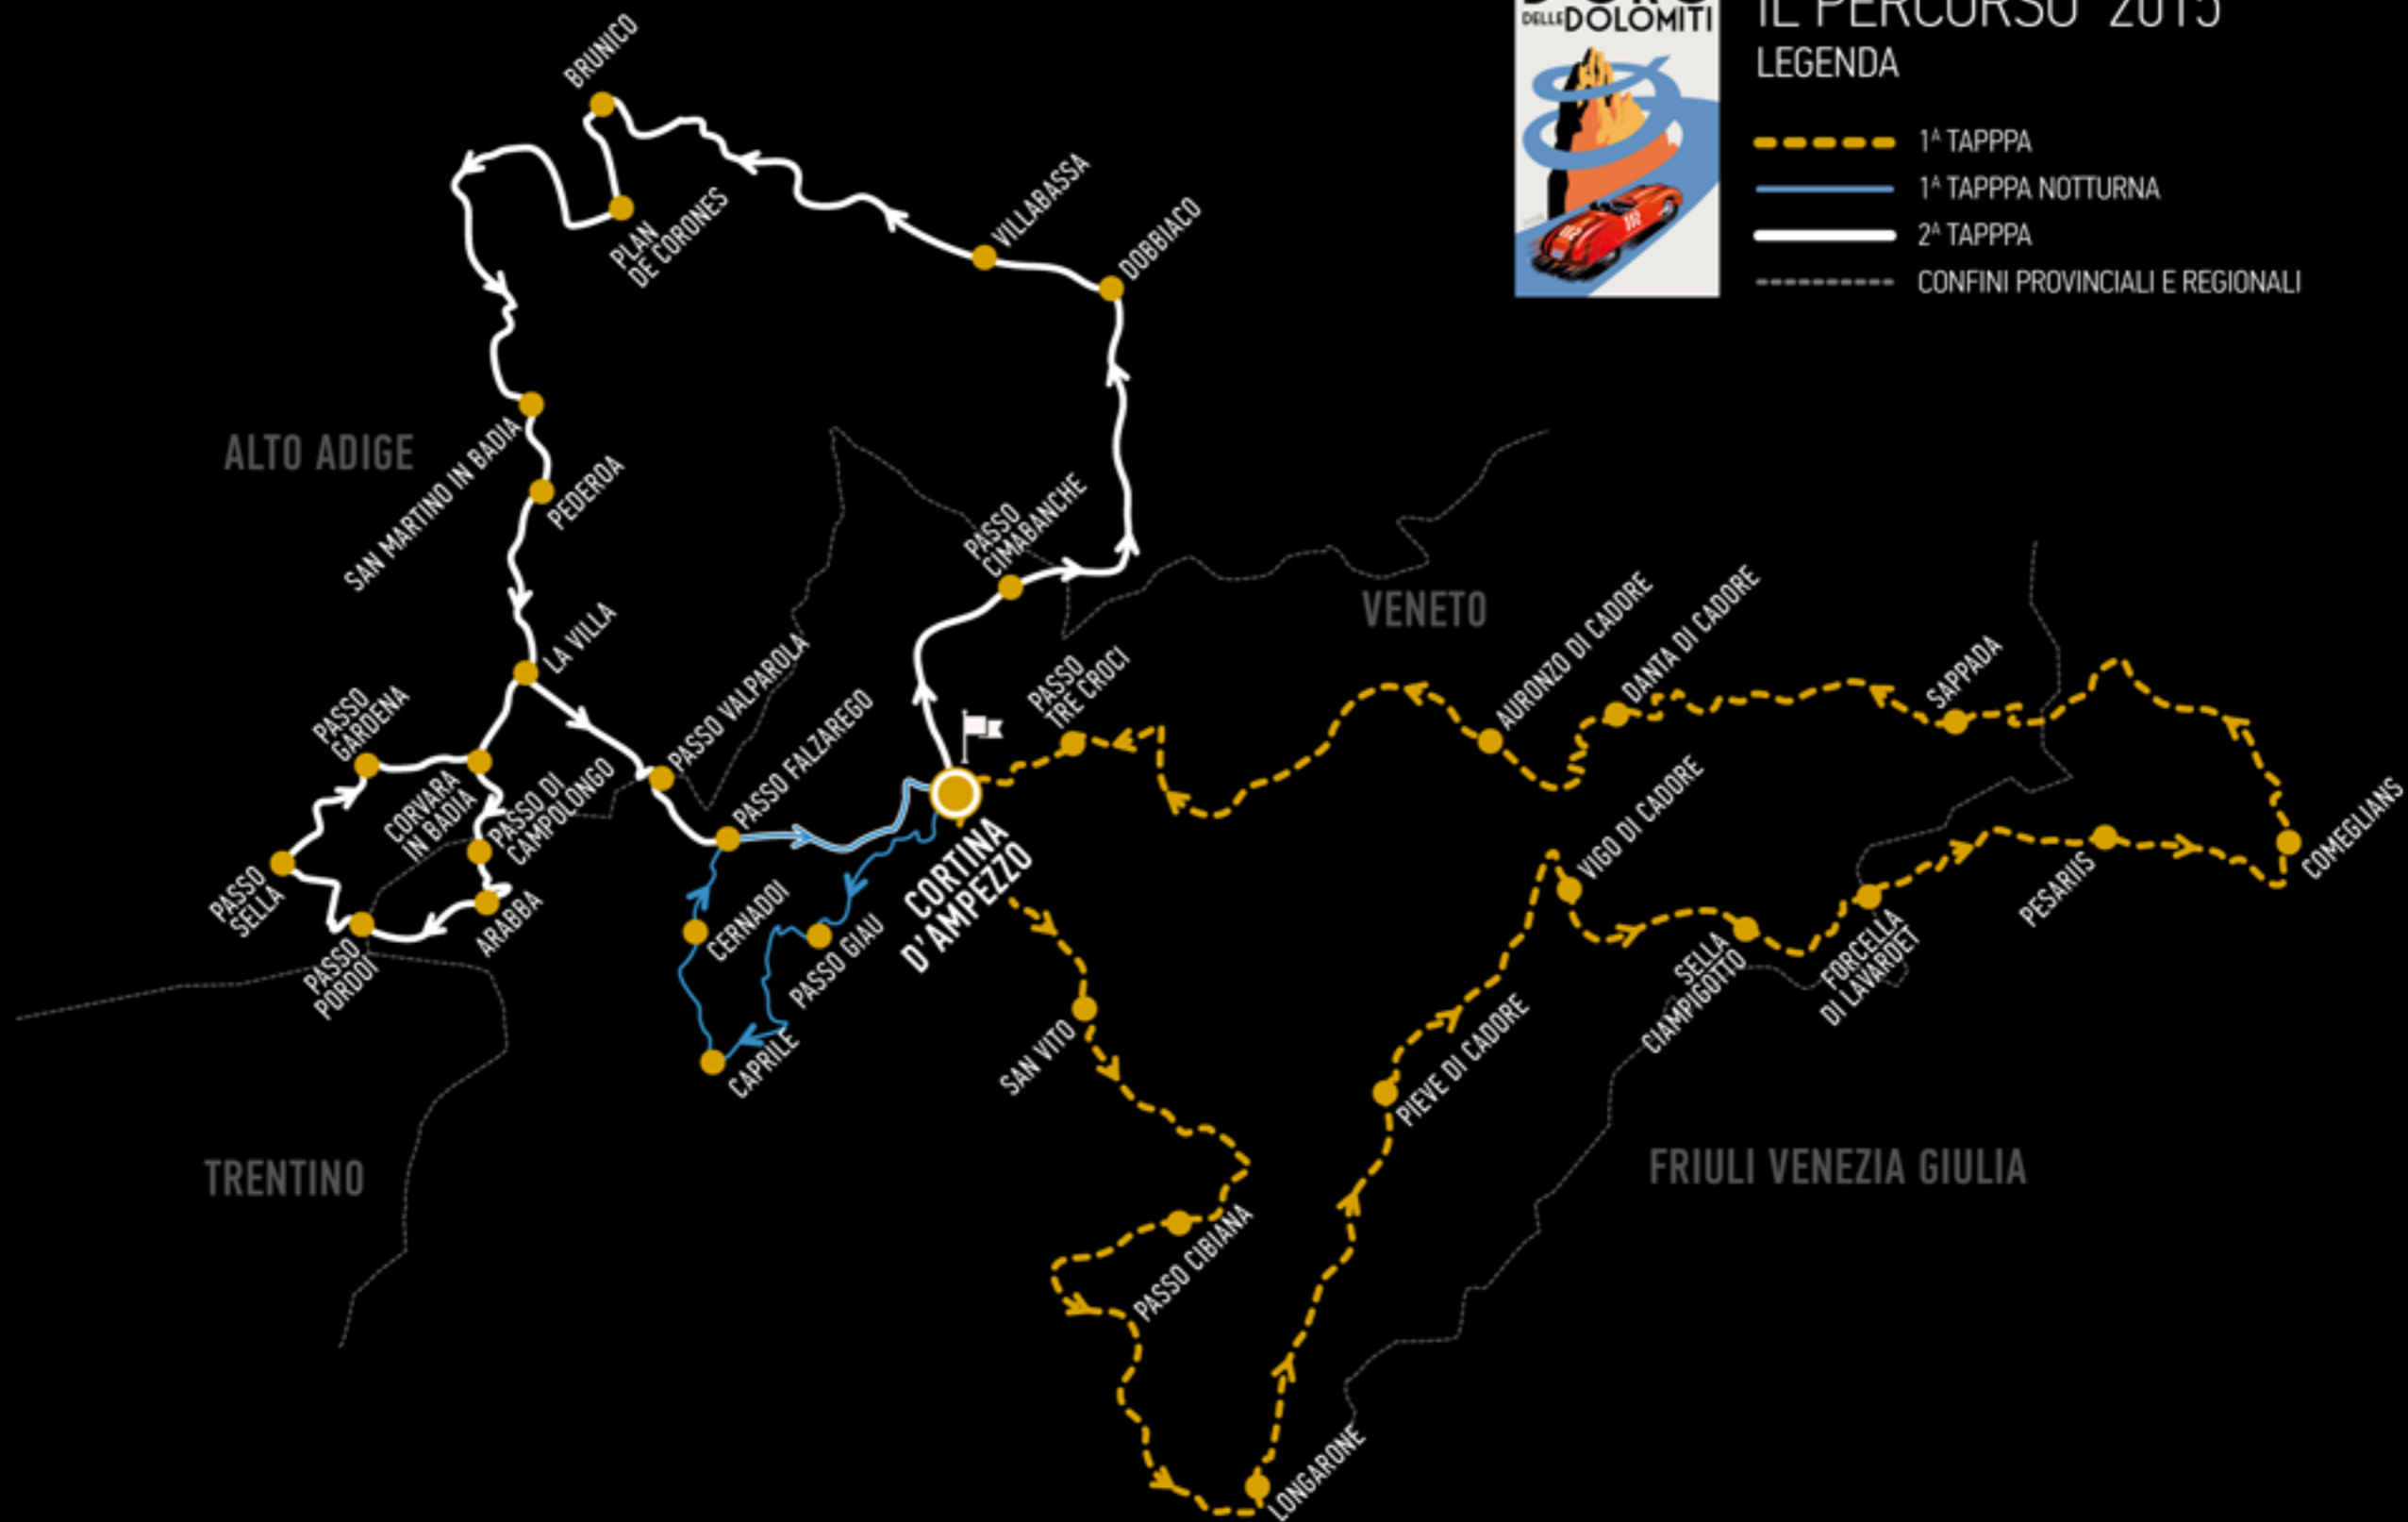 DELLE DOLOMITI
IL PERCORSO 2015
LEGENDA
1ᴬ TAPPPA
1ᴬ TAPPPA NOTTURNA
2ᴬ TAPPPA
CONFINI PROVINCIALI E REGIONALI
112
112
BRUNICO
PLAN
DE CORONES
VILLABASSA
DOBBIACO
ALTO ADIGE
SAN MARTINO IN BADIA
PEDEROA
PASSO
CIMABANCHE
VENETO
LA VILLA
PASSO
GARDENA
PASSO VALPAROLA
PASSO FALZAREGO
PASSO
TRE CROCI
AURONZO DI CADORE
DANTA DI CADORE
SAPPADA
CORVARA
IN BADIA
PASSO DI
CAMPOLONGO
PASSO
SELLA
ARABBA
PASSO
PORDOI
CERNADOI
PASSO GIAU
CAPRILE
CORTINA
D'AMPEZZO
VIGO DI CADORE
SELLA
CIAMPIGOTTO
FORCELLA
DI LAVARDET
PESARIIS
COMEGLIANS
SAN VITO
PIEVE DI CADORE
TRENTINO
FRIULI VENEZIA GIULIA
PASSO CIBIANA
LONGARONE